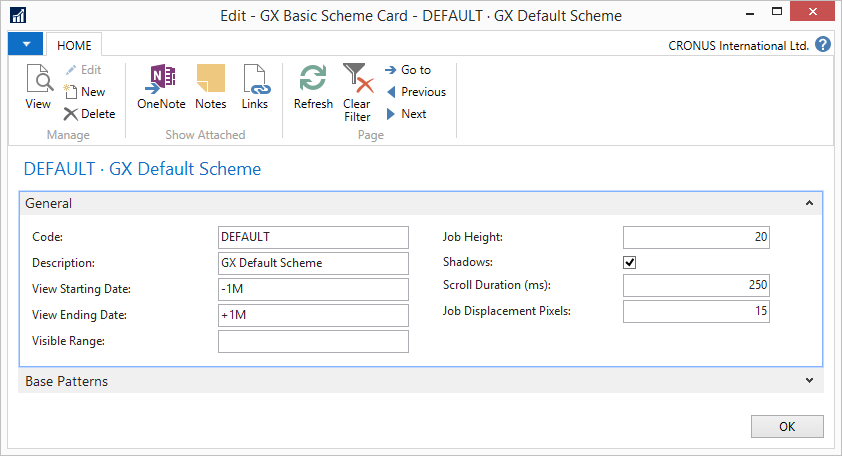 Edit - GX Basic Scheme Card - DEFAULT · GX Default Scheme
HOME
CRONUS International Ltd.
?
View
Edit
New
Delete
Manage
OneNote
Notes
Links
Show Attached
Refresh
Clear
Filter
Go to
Previous
Next
Page
DEFAULT · GX Default Scheme
General
Code:
DEFAULT
Description:
GX Default Scheme
View Starting Date:
-1M
View Ending Date:
+1M
Visible Range:
Job Height:
20
Shadows:
Scroll Duration (ms):
250
Job Displacement Pixels:
15
Base Patterns
OK